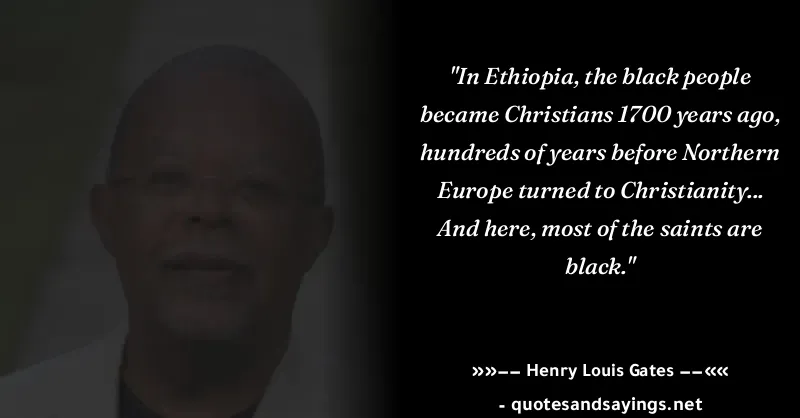 "In Ethiopia, the black people
became Christians 1700 years ago,
hundreds of years before Northern
Europe turned to Christianity...
And here, most of the saints are
black."
»»–– Henry Louis Gates ––««
- quotesandsayings.net